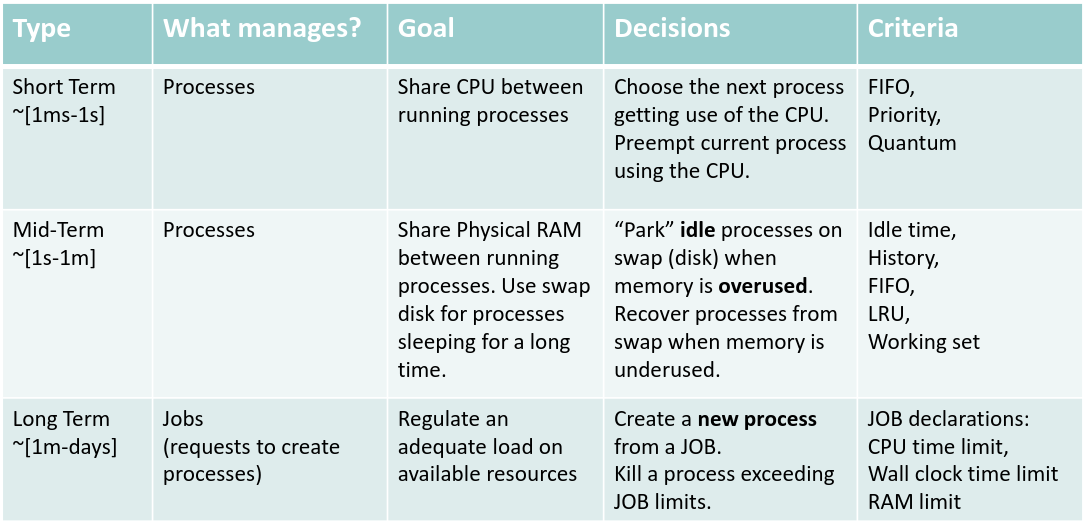 Type
What manages?
Goal
Decisions
Criteria
Short Term
~[1ms-1s]
Processes
Share CPU between
running processes
Choose the next process
getting use of the CPU.
Preempt current process
using the CPU.
FIFO,
Priority,
Quantum
Mid-Term
~[1s-1m]
Processes
Share Physical RAM
between running
processes. Use swap
disk for processes
sleeping for a long
time.
“Park” idle processes on
swap (disk) when
memory is overused.
Recover processes from
swap when memory is
underused.
Idle time,
History,
FIFO,
LRU,
Working set
Long Term
~[1m-days]
Jobs
(requests to create
processes)
Regulate an
adequate load on
available resources
Create a new process
from a JOB.
Kill a process exceeding
JOB limits.
JOB declarations:
CPU time limit,
Wall clock time limit
RAM limit